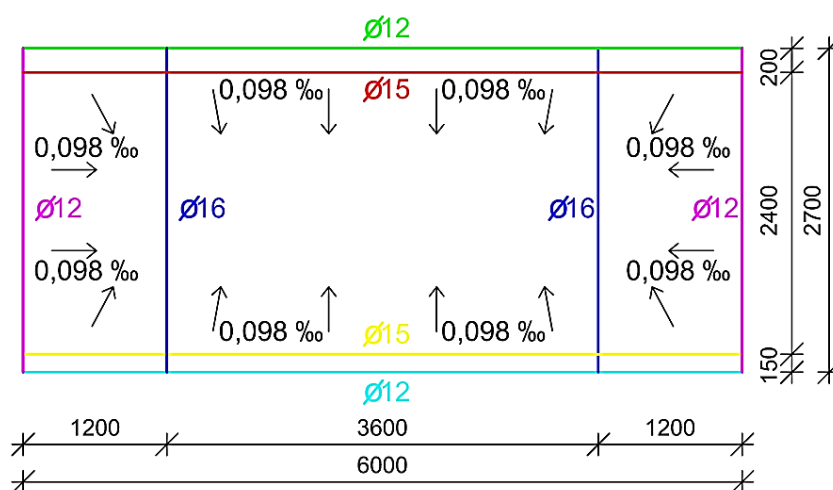 Ø12
200
0,098 ‰ Ø15 0,098 ‰
0,098 ‰ 0,098 ‰
Ø12 Ø16 Ø16 Ø12 2400 2700
0,098 ‰ 0,098 ‰
0,098 ‰ Ø15 0,098 ‰
150
Ø12
1200 3600 1200
6000